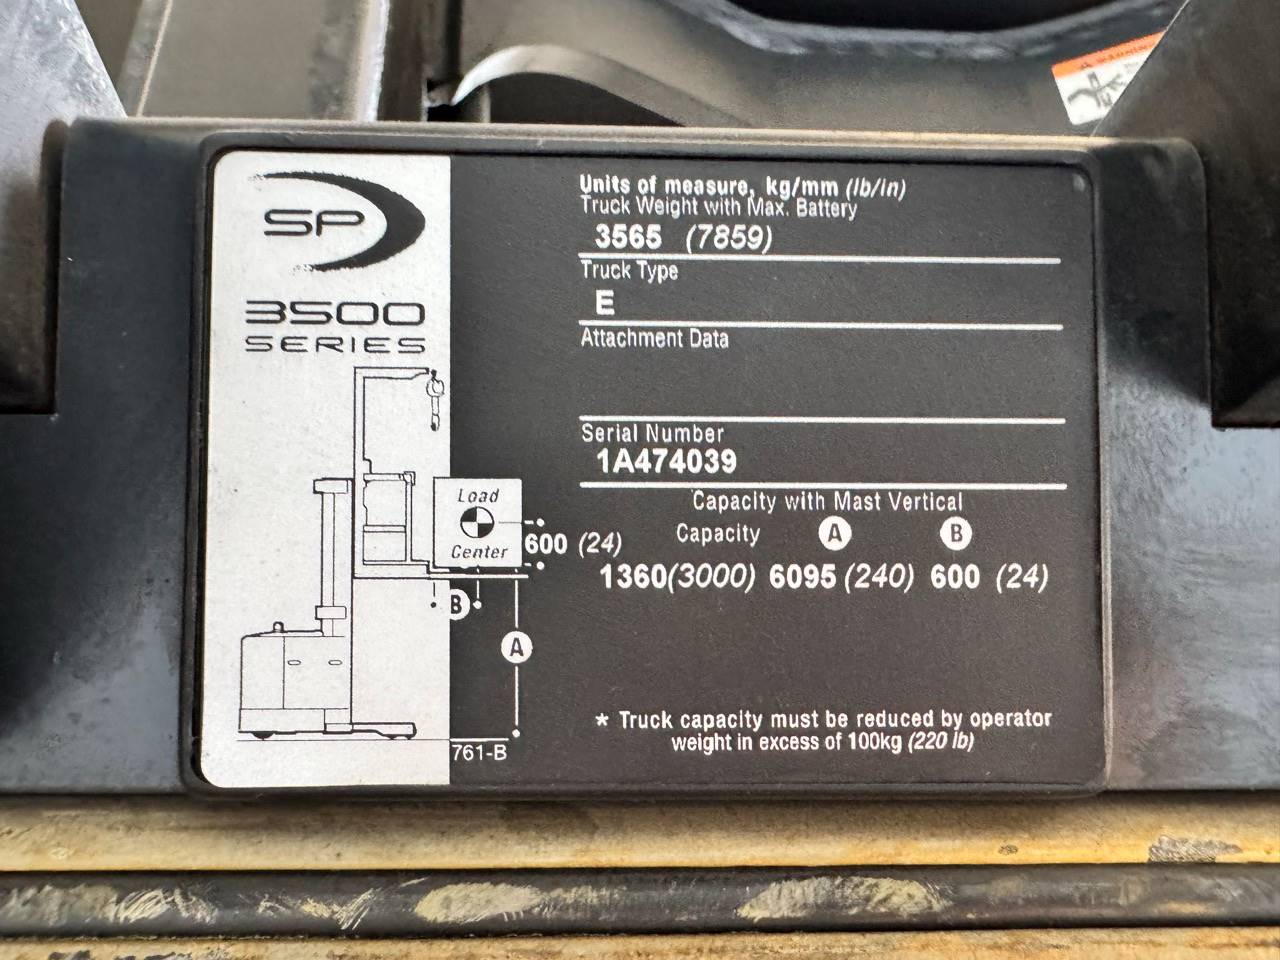 WARNING
SP
3500
SERIES
Units of measure, kg/mm (lb/in)
Truck Weight with Max. Battery
3565 (7859)
Truck Type
E
Attachment Data
Serial Number
1A474039
Capacity with Mast Vertical
Capacity A B
1360(3000) 6095 (240) 600 (24)
Load
Center
600 (24)
B
A
761-B
* Truck capacity must be reduced by operator
weight in excess of 100kg (220 lb)